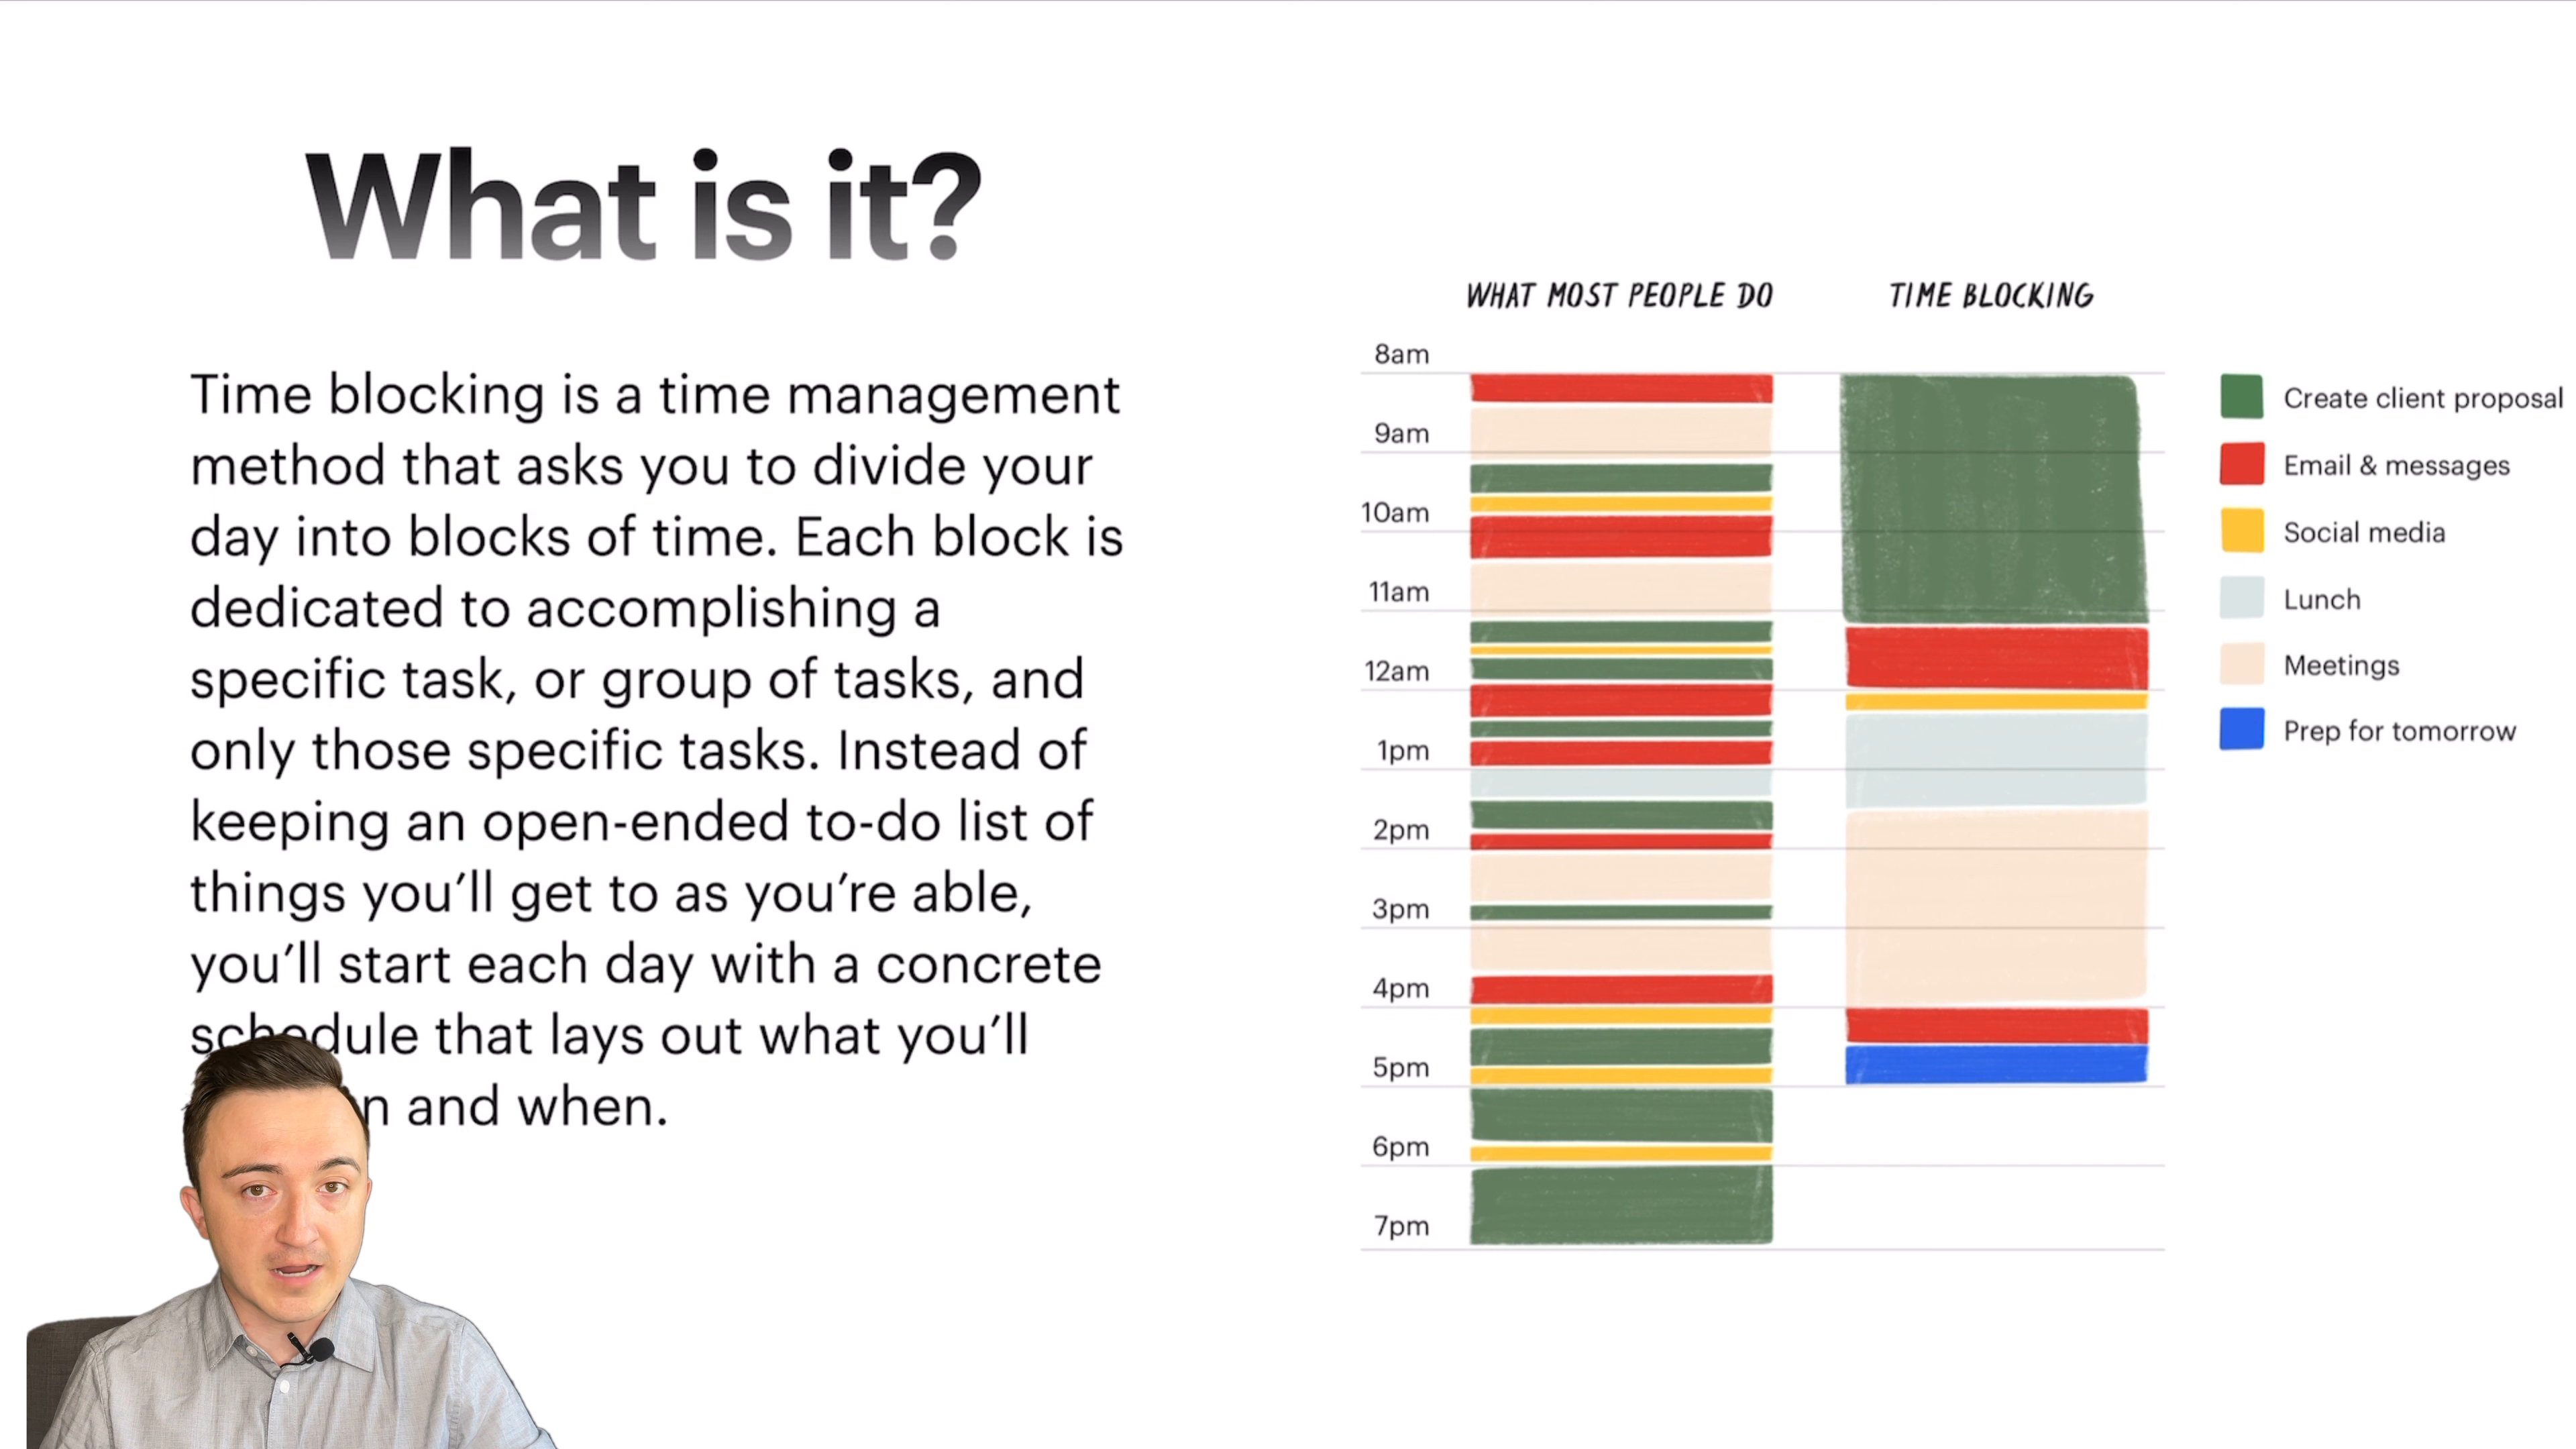 What is it?
Time blocking is a time management
method that asks you to divide your
day into blocks of time. Each block is
dedicated to accomplishing a
specific task, or group of tasks, and
only those specific tasks. Instead of
keeping an open-ended to-do list of
things you’ll get to as you’re able,
you’ll start each day with a concrete
schedule that lays out what you’ll
and when.
WHAT MOST PEOPLE DO
TIME BLOCKING
8am
9am
10am
11am
12am
1pm
2pm
3pm
4pm
5pm
6pm
7pm
Create client proposal
Email & messages
Social media
Lunch
Meetings
Prep for tomorrow